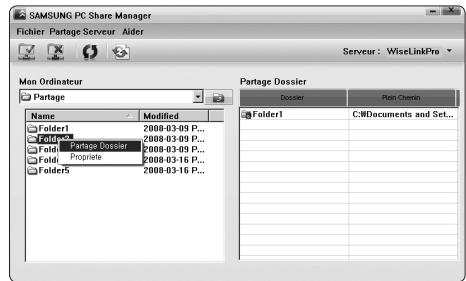 SAMSUNG PC Share Manager
Fichier Partage Serveur Aider
Serveur : WiseLinkPro
Mon Ordinateur
Partage
Name Modified
Folder1 2008-03-09 P...
Folder2 2008-03-09 P...
2008-03-09 P...
2008-03-16 P...
Folder5 2008-03-16 P...
Partage Dossier
Propriete
Partage Dossier
Dossier Plein Chemin
Folder1 C:₩Documents and Set...